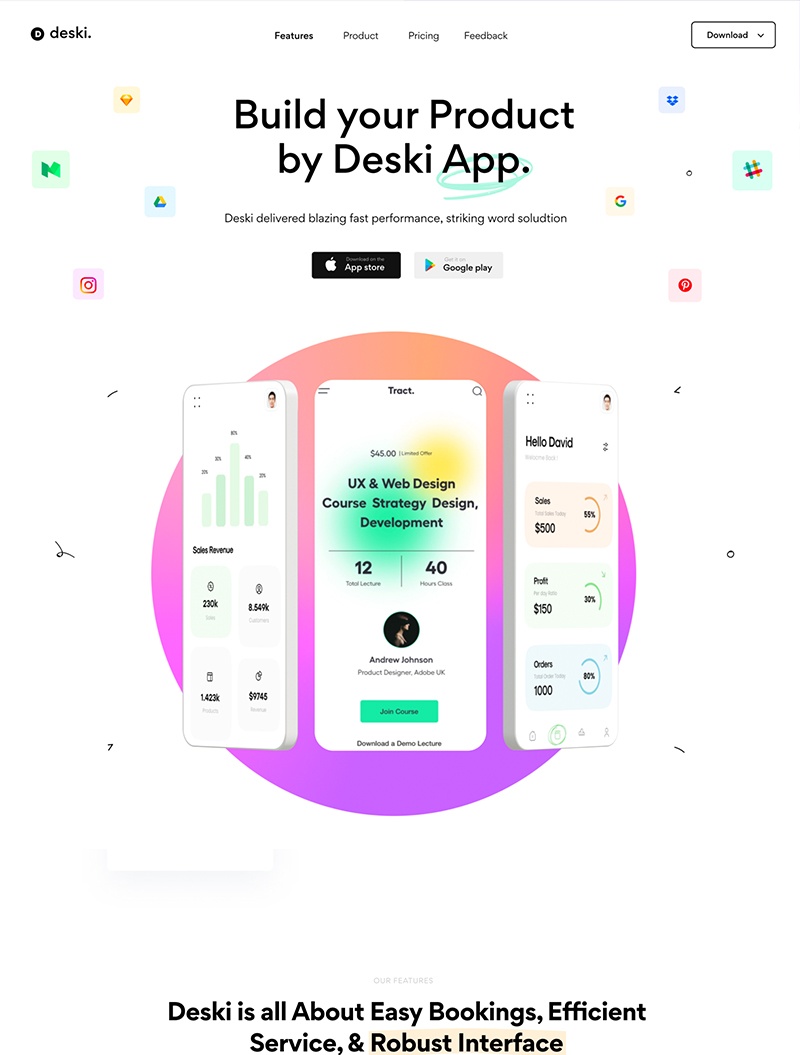 deski.
Features Product Pricing Feedback Download
Build your Product
by Deski App.
Deski delivered blazing fast performance, striking word soludtion
Download on the
App store
Get it on
Google play
80%
30%
40%
20%
20%
Sales Revenue
230k
Sales
8.549k
Customers
1.423k
Products
$9745
Revenue
Tract.
$45.00 | Limited Offer
UX & Web Design
Course Strategy Design,
Development
12
Total Lecture
40
Hours Class
Andrew Johnson
Product Designer, Adobe UK
Join Course
Download a Demo Lecture
Hello David
Welcome Back !
Sales
Total Sales Today
$500
55%
Profit
Per day Ratio
$150
30%
Orders
Total Order Today
1000
80%
OUR FEATURES
Deski is all About Easy Bookings, Efficient
Service, & Robust Interface